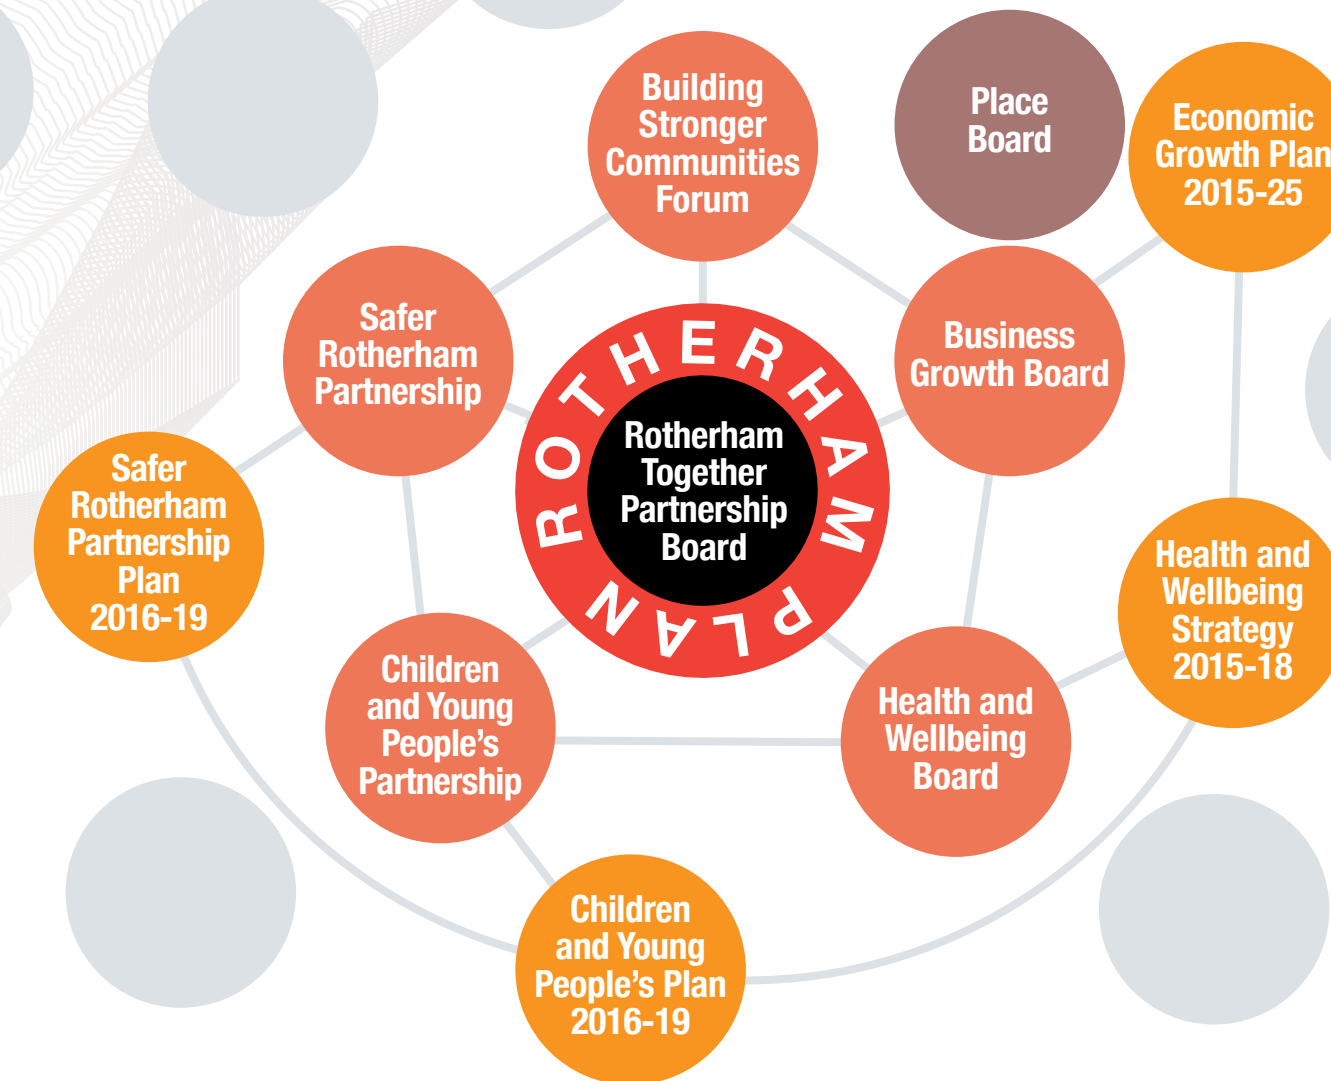 Building
Stronger
Communities
Forum
Place
Board
Economic
Growth Plan
2015-25
Safer
Rotherham
Partnership
Business
Growth Board
ROTHERHAM PLAN
Rotherham
Together
Partnership
Board
Safer
Rotherham
Partnership
Plan
2016-19
Health and
Wellbeing
Strategy
2015-18
Children
and Young
People's
Partnership
Health and
Wellbeing
Board
Children
and Young
People's Plan
2016-19